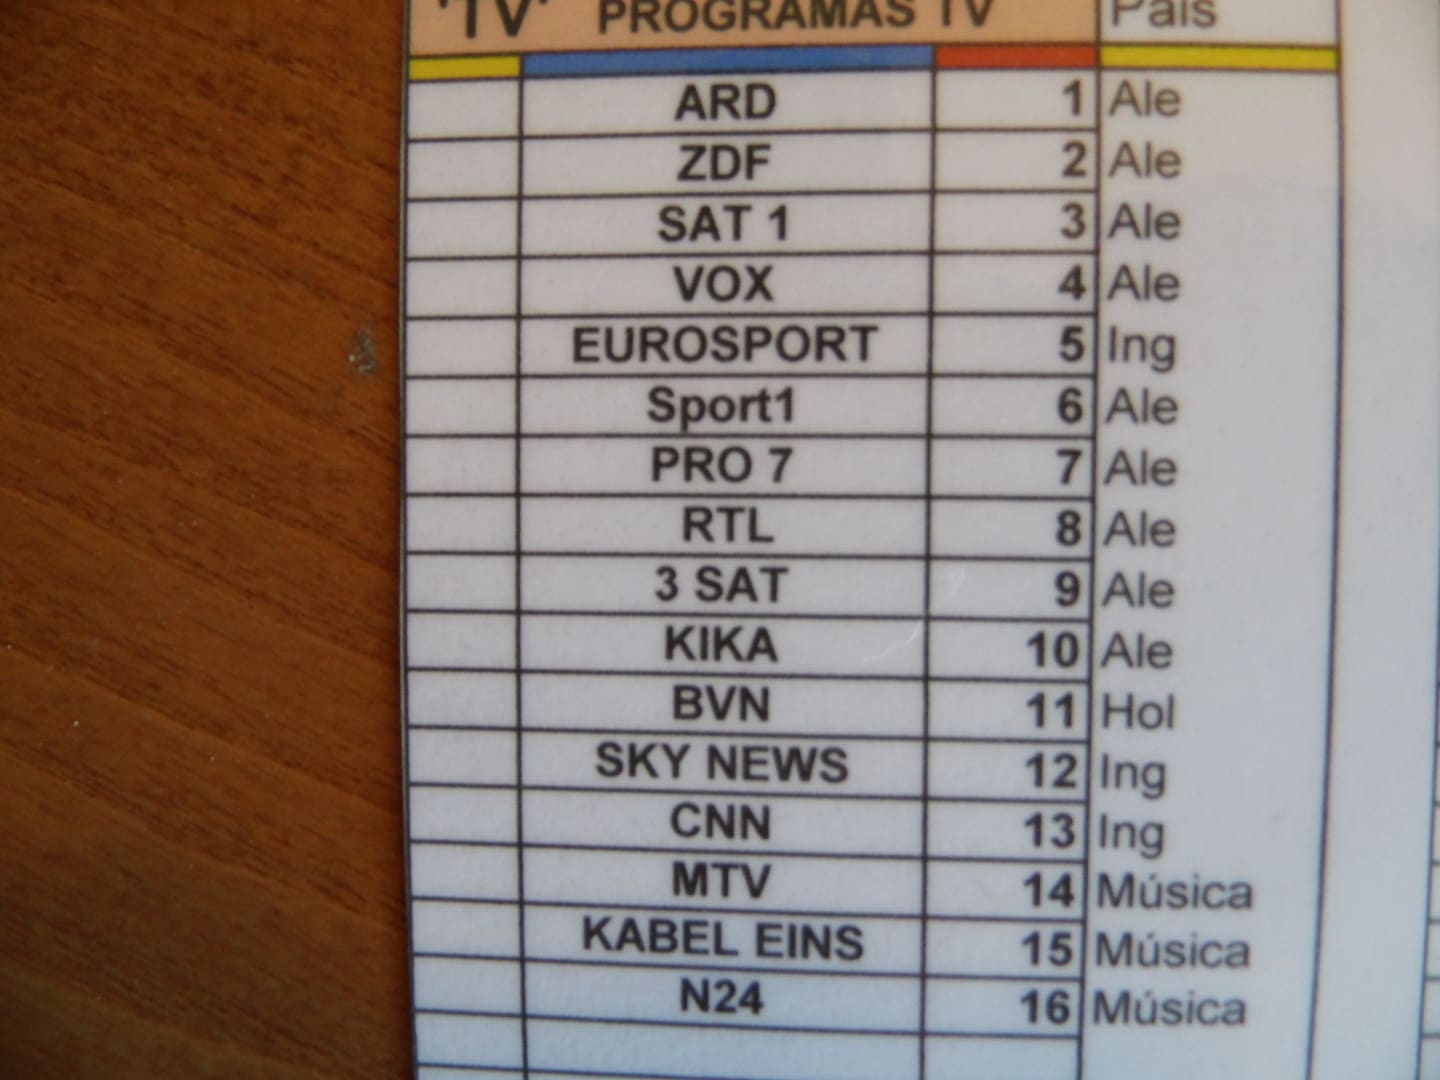 'TV' PROGRAMAS TV País
ARD 1 Ale
ZDF 2 Ale
SAT 1 3 Ale
VOX 4 Ale
EUROSPORT 5 Ing
Sport1 6 Ale
PRO 7 7 Ale
RTL 8 Ale
3 SAT 9 Ale
KIKA 10 Ale
BVN 11 Hol
SKY NEWS 12 Ing
CNN 13 Ing
MTV 14 Música
KABEL EINS 15 Música
N24 16 Música